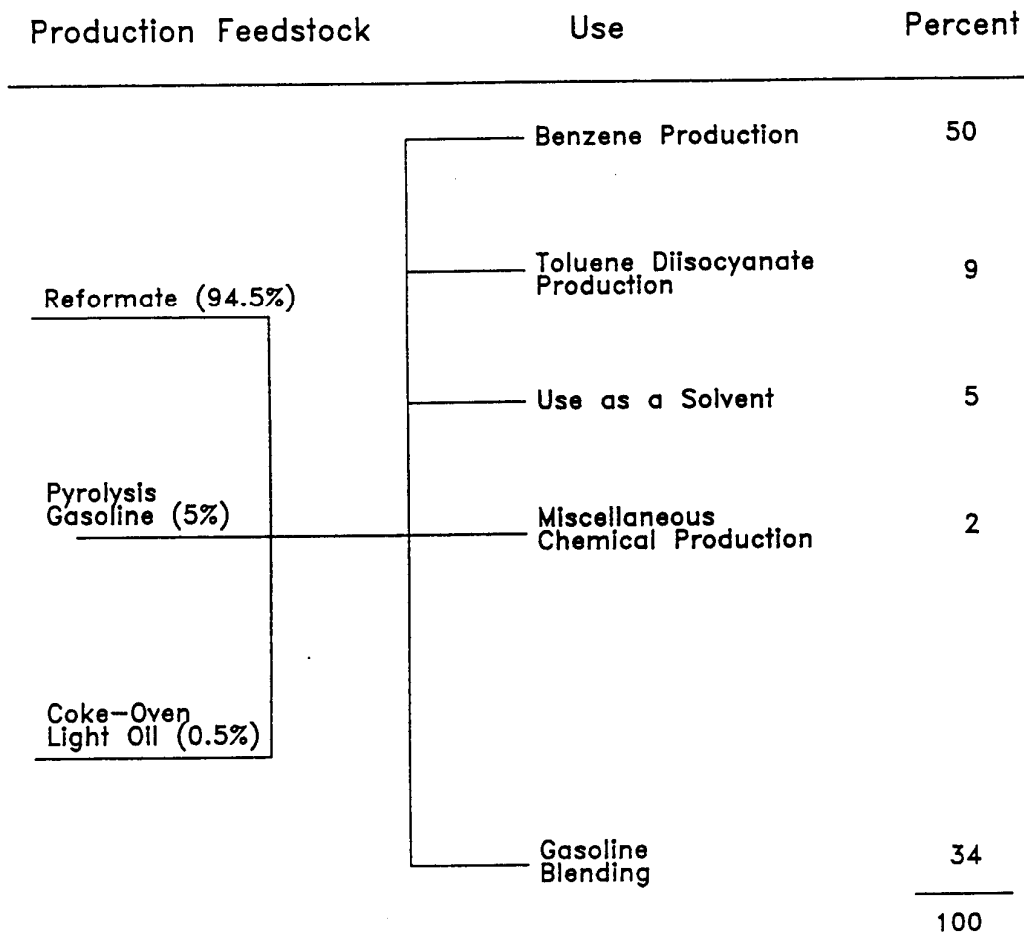 Production Feedstock Use Percent
Benzene Production 50
Toluene Diisocyanate
Production 9
Reformate (94.5%)
Use as a Solvent 5
Pyrolysis
Gasoline (5%)
Miscellaneous
Chemical Production 2
Coke-Oven
Light Oil (0.5%)
Gasoline
Blending 34
100